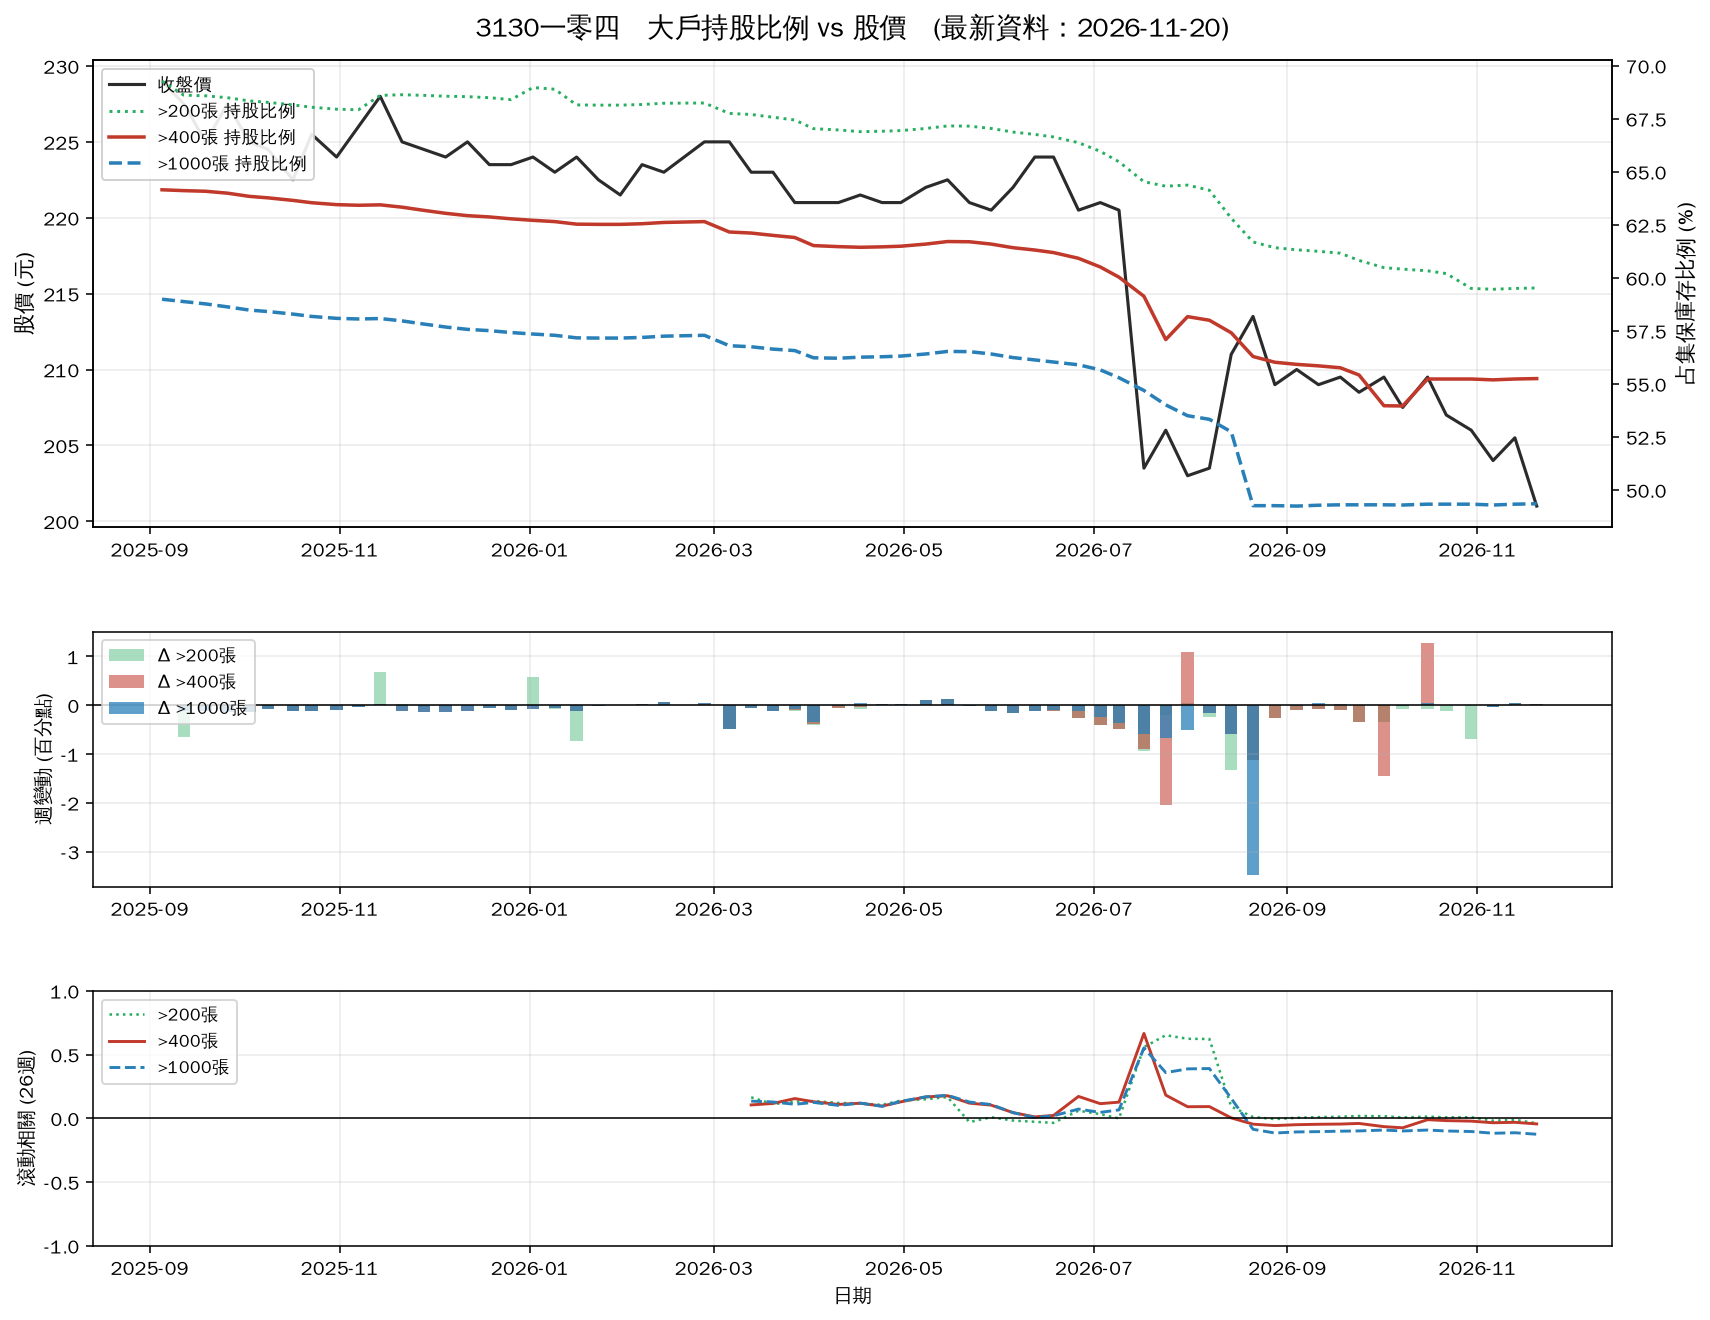 3130一零四　大戶持股比例 vs 股價　(最新資料：2026-11-20)
收盤價
>200張 持股比例
>400張 持股比例
>1000張 持股比例
股價 (元)
230
225
220
215
210
205
200
占集保庫存比例 (%)
70.0
67.5
65.0
62.5
60.0
57.5
55.0
52.5
50.0
2025-09 2025-11 2026-01 2026-03 2026-05 2026-07 2026-09 2026-11
Δ >200張
Δ >400張
Δ >1000張
週變動 (百分點)
1
0
-1
-2
-3
2025-09 2025-11 2026-01 2026-03 2026-05 2026-07 2026-09 2026-11
>200張
>400張
>1000張
滾動相關 (26週)
1.0
0.5
0.0
-0.5
-1.0
2025-09 2025-11 2026-01 2026-03 2026-05 2026-07 2026-09 2026-11
日期